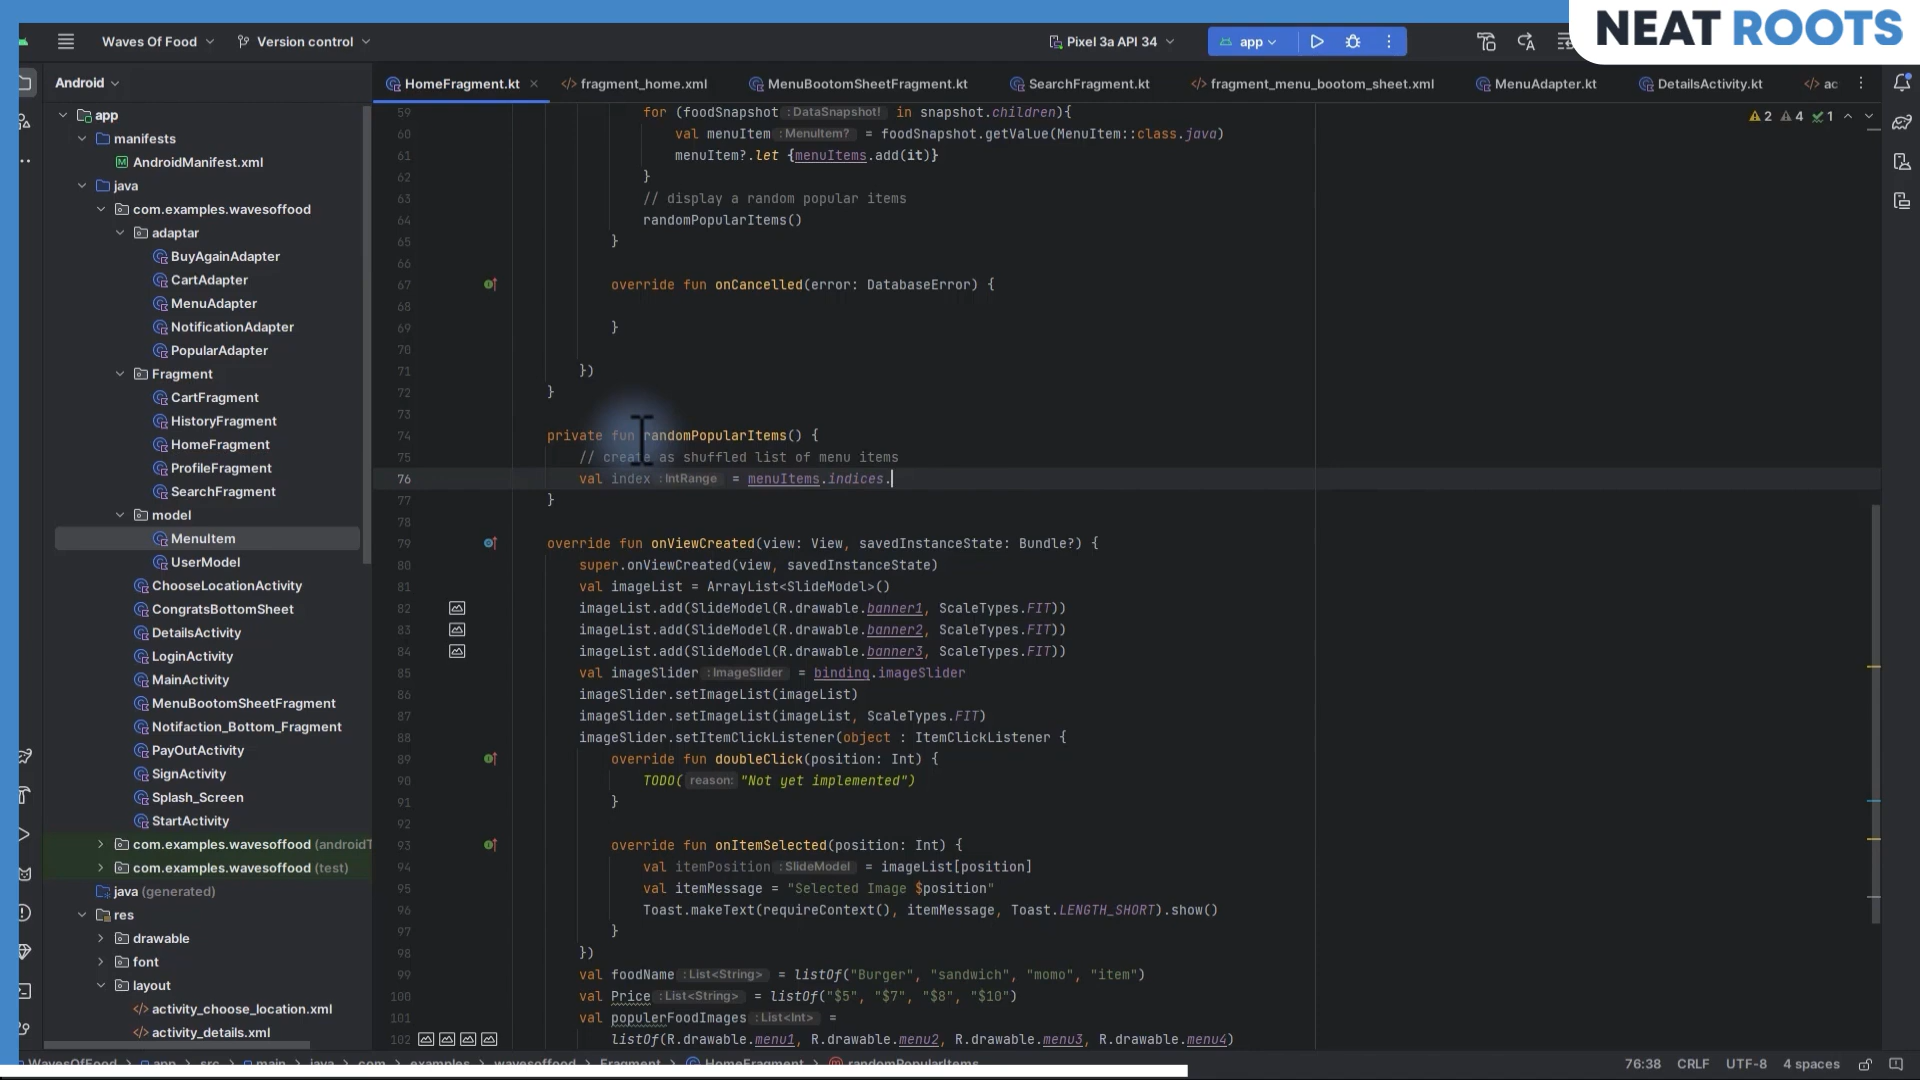 NEAT ROOTS
Waves Of Food
Version control
Pixel 3a API 34
app
Android
HomeFragment.kt
fragment_home.xml
MenuBootomSheetFragment.kt
SearchFragment.kt
fragment_menu_bootom_sheet.xml
MenuAdapter.kt
DetailsActivity.kt
ac
app
manifests
AndroidManifest.xml
java
com.examples.wavesoffood
adaptar
BuyAgainAdapter
CartAdapter
MenuAdapter
NotificationAdapter
PopularAdapter
Fragment
CartFragment
HistoryFragment
HomeFragment
ProfileFragment
SearchFragment
model
MenuItem
UserModel
ChooseLocationActivity
CongratsBottomSheet
DetailsActivity
LoginActivity
MainActivity
MenuBootomSheetFragment
Notifaction_Bottom_Fragment
PayOutActivity
SignActivity
Splash_Screen
StartActivity
com.examples.wavesoffood (androidT
com.examples.wavesoffood (test)
java (generated)
res
drawable
font
layout
activity_choose_location.xml
activity_details.xml
2 4 1
59 for (foodSnapshot : DataSnapshot! in snapshot.children){
60 val menuItem : MenuItem? = foodSnapshot.getValue(MenuItem::class.java)
61 menuItem?.let {menuItems.add(it)}
62 }
63 // display a random popular items
64 randomPopularItems()
65 }
66
67 override fun onCancelled(error: DatabaseError) {
68
69 }
70
71 })
72 }
73
74 private fun randomPopularItems() {
75 // create as shuffled list of menu items
76 val index : IntRange = menuItems.indices.
77 }
78
79 override fun onViewCreated(view: View, savedInstanceState: Bundle?) {
80 super.onViewCreated(view, savedInstanceState)
81 val imageList = ArrayList<SlideModel>()
82 imageList.add(SlideModel(R.drawable.banner1, ScaleTypes.FIT))
83 imageList.add(SlideModel(R.drawable.banner2, ScaleTypes.FIT))
84 imageList.add(SlideModel(R.drawable.banner3, ScaleTypes.FIT))
85 val imageSlider : ImageSlider = binding.imageSlider
86 imageSlider.setImageList(imageList)
87 imageSlider.setImageList(imageList, ScaleTypes.FIT)
88 imageSlider.setItemClickListener(object : ItemClickListener {
89 override fun doubleClick(position: Int) {
90 TODO( reason: "Not yet implemented")
91 }
92
93 override fun onItemSelected(position: Int) {
94 val itemPosition : SlideModel = imageList[position]
95 val itemMessage = "Selected Image $position"
96 Toast.makeText(requireContext(), itemMessage, Toast.LENGTH_SHORT).show()
97 }
98 })
99 val foodName : List<String> = listOf("Burger", "sandwich", "momo", "item")
100 val Price : List<String> = listOf("$5", "$7", "$8", "$10")
101 val populerFoodImages : List<Int> =
102 listOf(R.drawable.menu1, R.drawable.menu2, R.drawable.menu3, R.drawable.menu4)
WavesOfFood app src main java com examples wavesoffood Fragment HomeFragment randomPopularItems
76:38 CRLF UTF-8 4 spaces